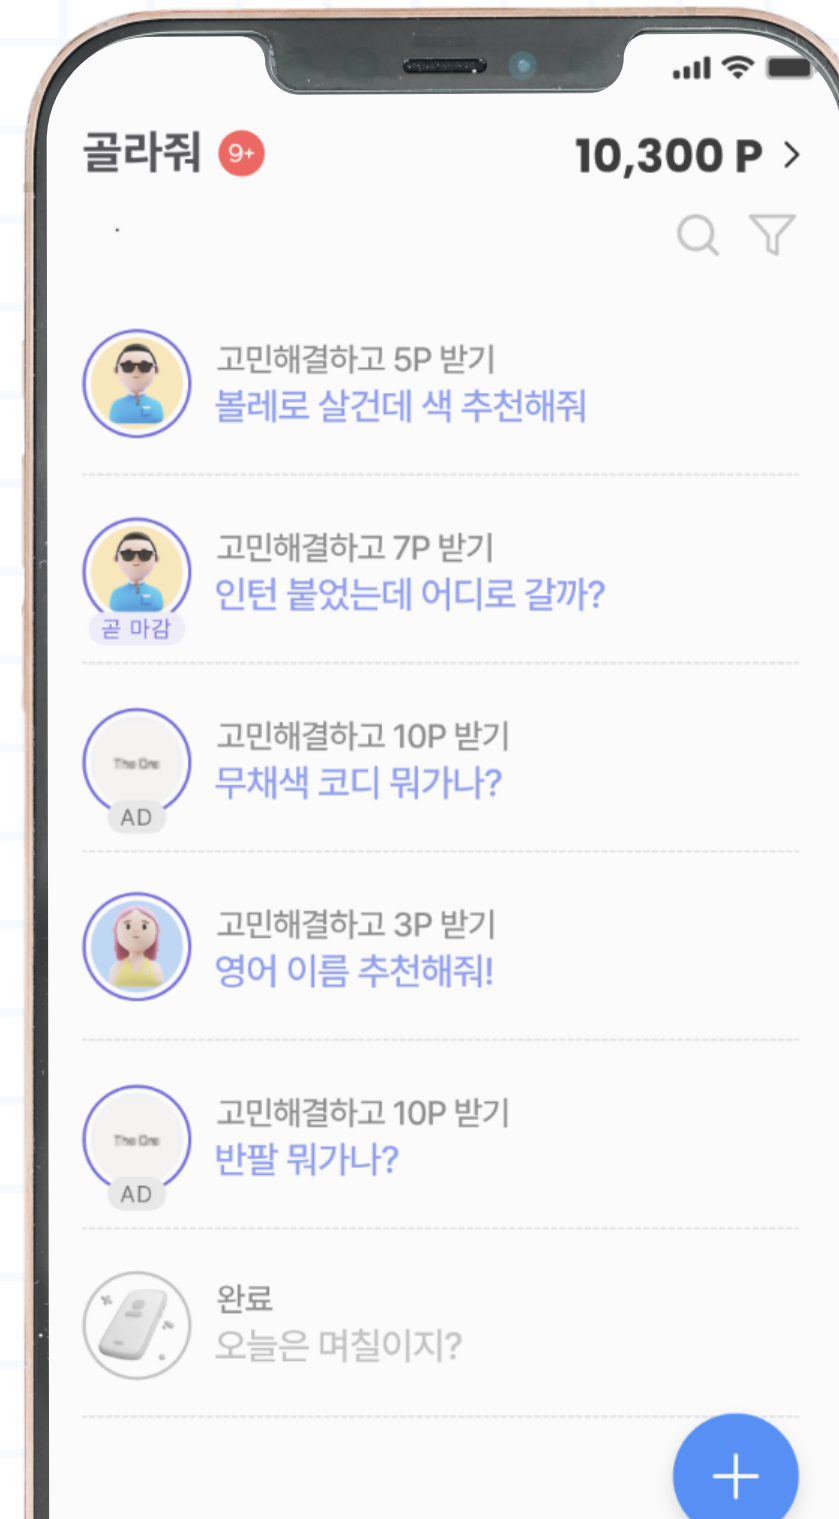 골라줘 9+
10,300 P
고민해결하고 5P 받기
볼레로 살건데 색 추천해줘
고민해결하고 7P 받기
인턴 붙었는데 어디로 갈까?
곧 마감
고민해결하고 10P 받기
무채색 코디 뭐가나?
The One
AD
고민해결하고 3P 받기
영어 이름 추천해줘!
고민해결하고 10P 받기
반팔 뭐가나?
The One
AD
완료
오늘은 며칠이지?